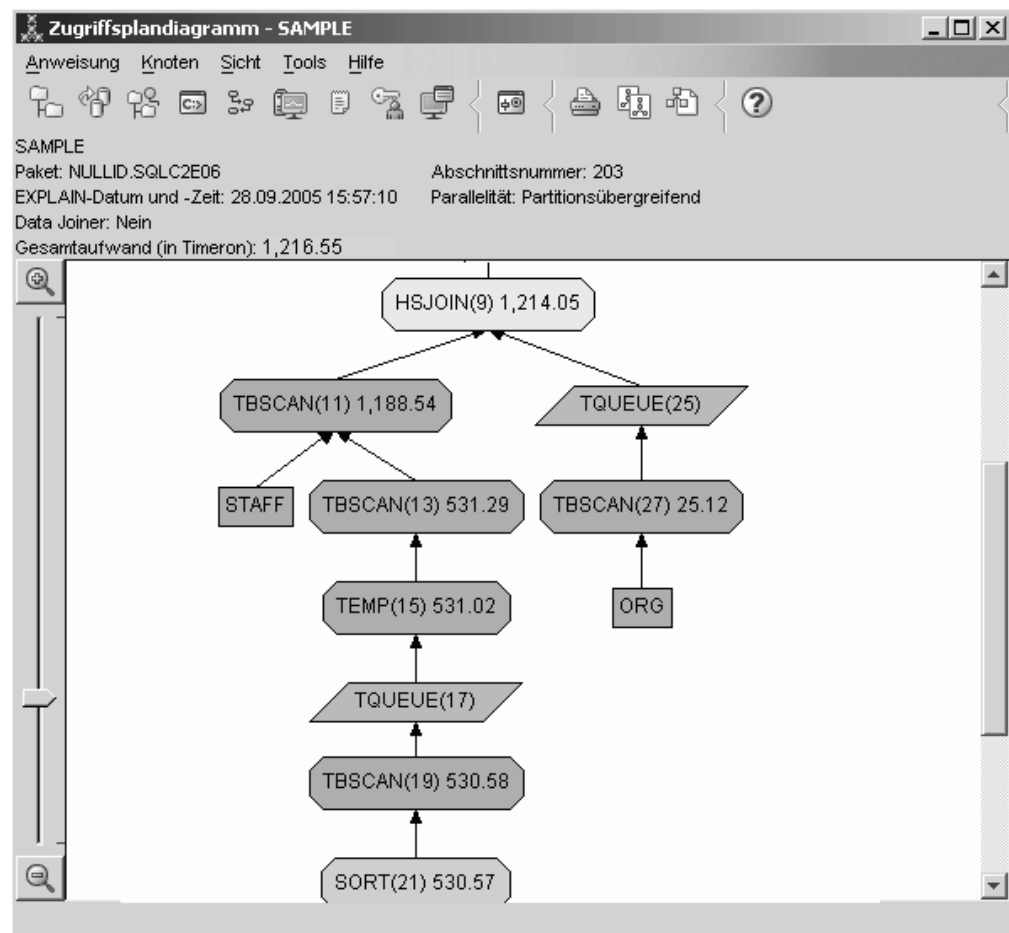 Zugriffsplandiagramm - SAMPLE
Anweisung Knoten Sicht Tools Hilfe
C:>
?
SAMPLE
Paket: NULLID.SQLC2E06 Abschnittsnummer: 203
EXPLAIN-Datum und -Zeit: 28.09.2005 15:57:10 Parallelität: Partitionsübergreifend
Data Joiner: Nein
Gesamtaufwand (in Timeron): 1,216.55
HSJOIN(9) 1,214.05
TBSCAN(11) 1,188.54 TQUEUE(25)
STAFF TBSCAN(13) 531.29 TBSCAN(27) 25.12
TEMP(15) 531.02 ORG
TQUEUE(17)
TBSCAN(19) 530.58
SORT(21) 530.57